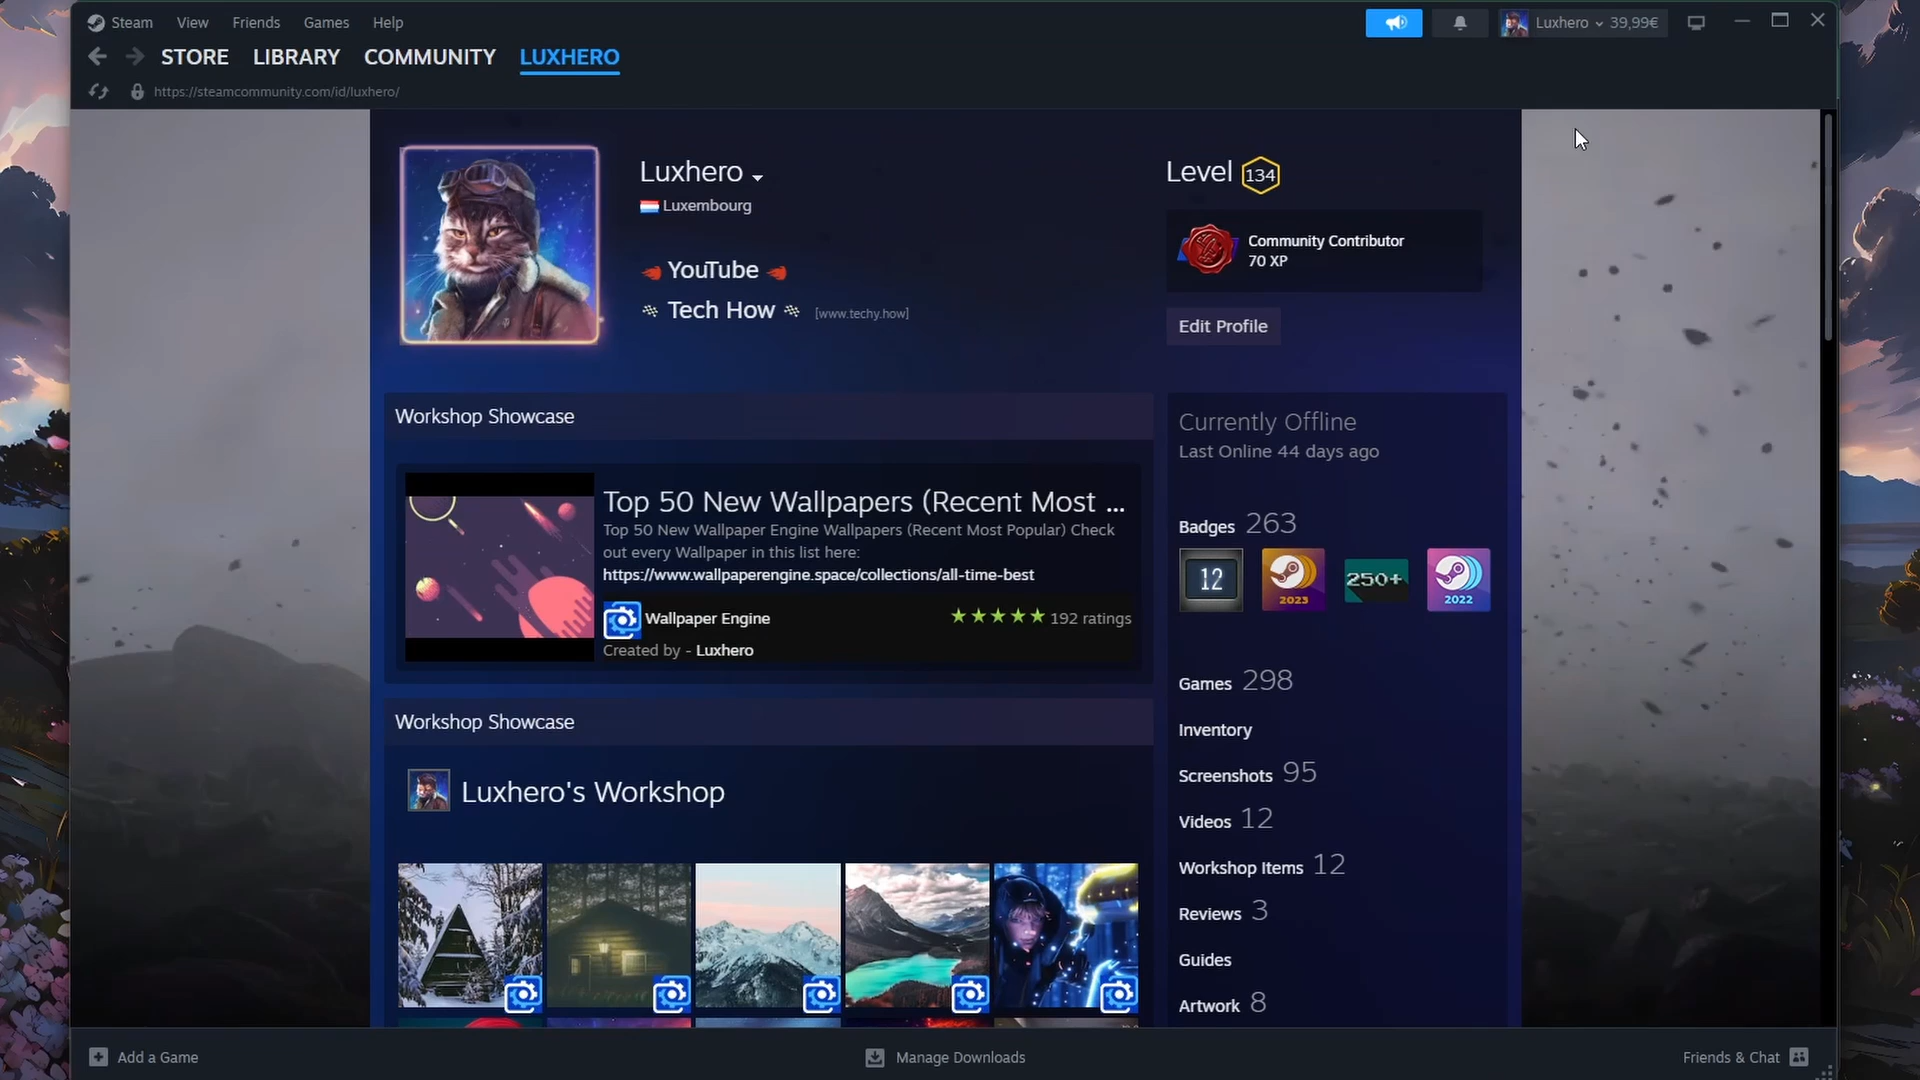 Steam View Friends Games Help
Luxhero 39,99€
STORE LIBRARY COMMUNITY LUXHERO
https://steamcommunity.com/id/luxhero/
Luxhero
Luxembourg
YouTube
Tech How [www.techy.how]
Level 134
Community Contributor
70 XP
Edit Profile
Workshop Showcase
Top 50 New Wallpapers (Recent Most ...
Top 50 New Wallpaper Engine Wallpapers (Recent Most Popular) Check
out every Wallpaper in this list here:
https://www.wallpaperengine.space/collections/all-time-best
Wallpaper Engine
192 ratings
Created by - Luxhero
Workshop Showcase
Luxhero's Workshop
Currently Offline
Last Online 44 days ago
Badges 263
12
2023
250+
2022
Games 298
Inventory
Screenshots 95
Videos 12
Workshop Items 12
Reviews 3
Guides
Artwork 8
Add a Game
Manage Downloads
Friends & Chat